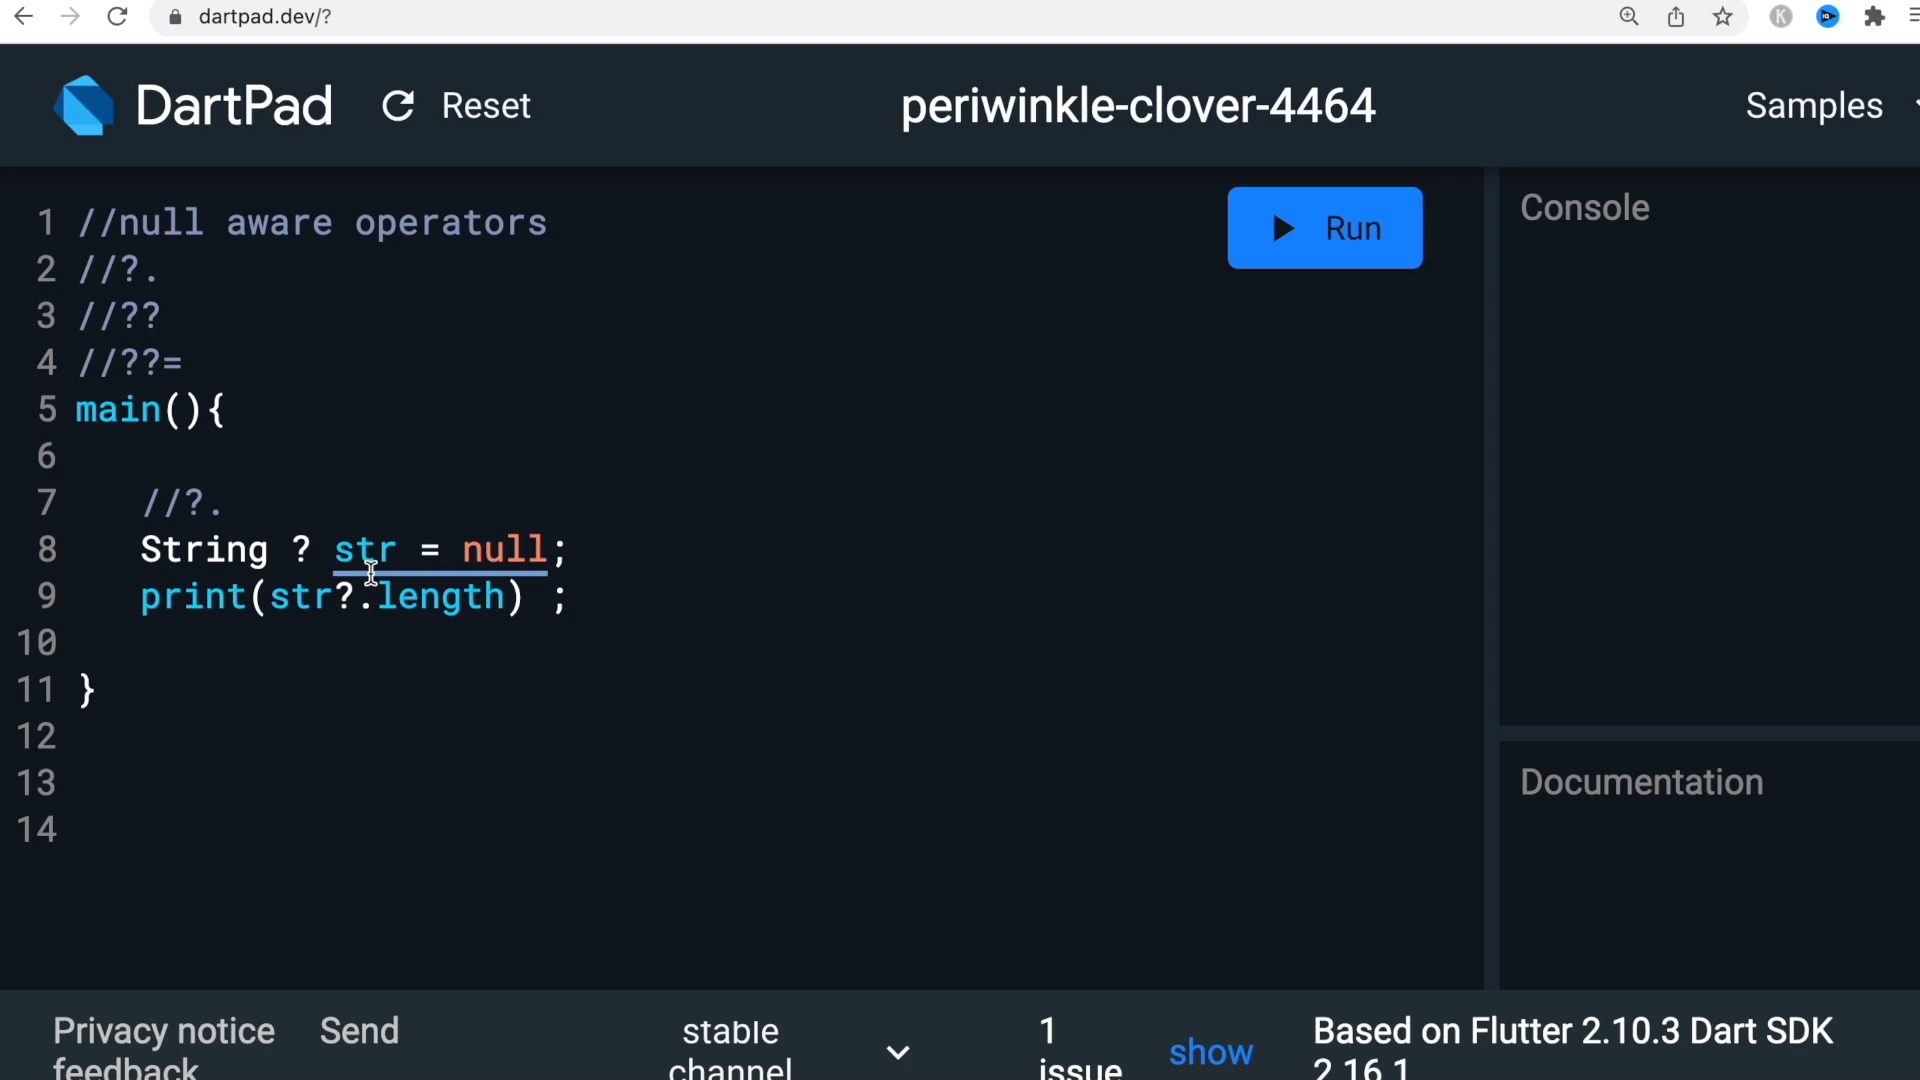 dartpad.dev/?
DartPad Reset periwinkle-clover-4464 Samples
Run
Console
1 //null aware operators
2 //?.
3 //??
4 //??=
5 main(){
6
7 //?.
8 String ? str = null;
9 print(str?.length) ;
10
11 }
12
13
14
Documentation
Privacy notice Send
feedback
stable
channel
1
issue
show
Based on Flutter 2.10.3 Dart SDK
2.16.1